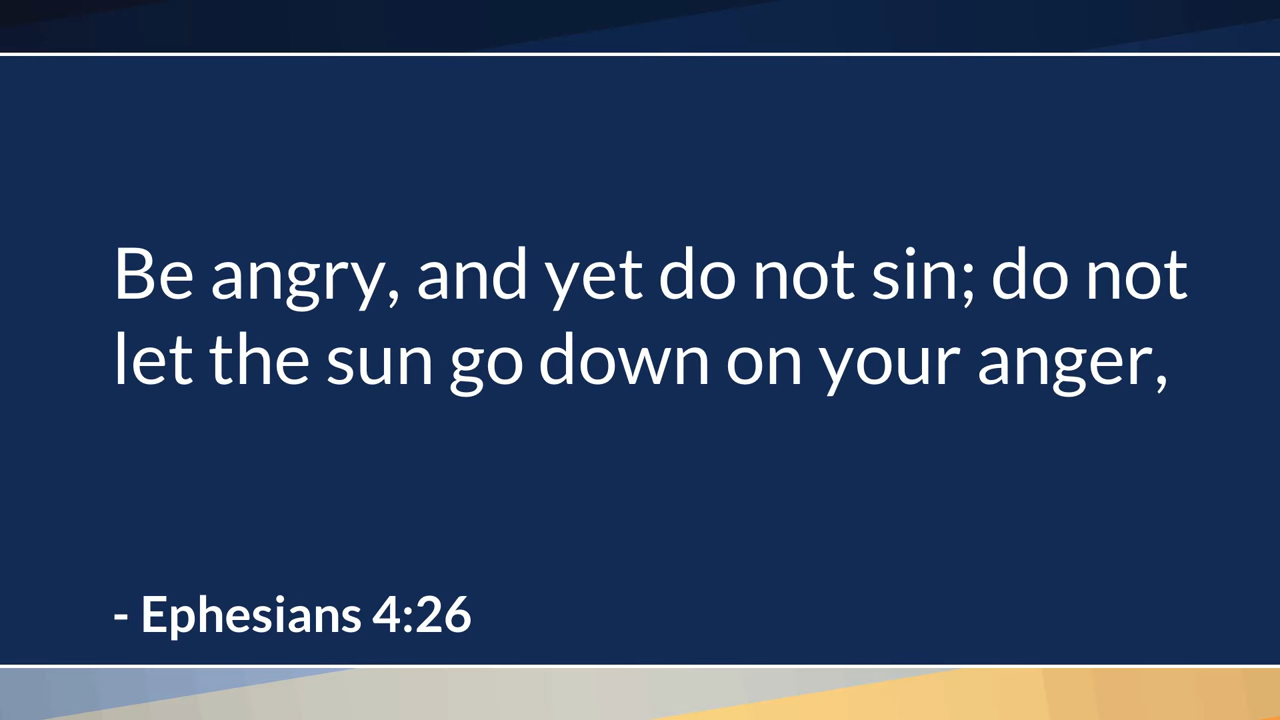 Be angry, and yet do not sin; do not
let the sun go down on your anger,
- Ephesians 4:26